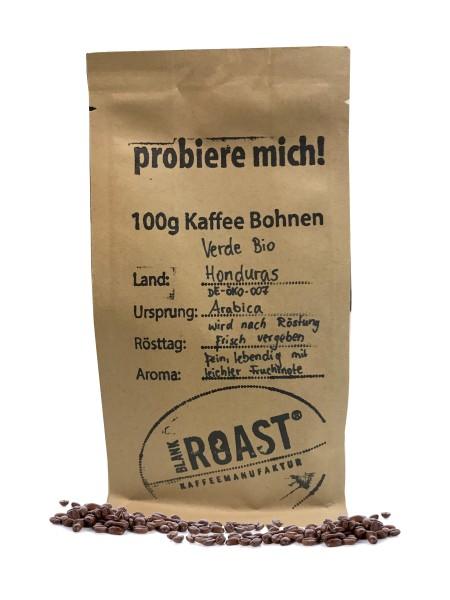 probiere mich!
100g Kaffee Bohnen
Verde Bio
Land: Honduras
DE-ÖKO-007
Ursprung: Arabica
wird nach Röstung
Rösttag: Frisch vergeben
Fein, lebendig mit
Aroma: leichter Fruchtnote
BLANK ROAST®
KAFFEEMANUFAKTUR